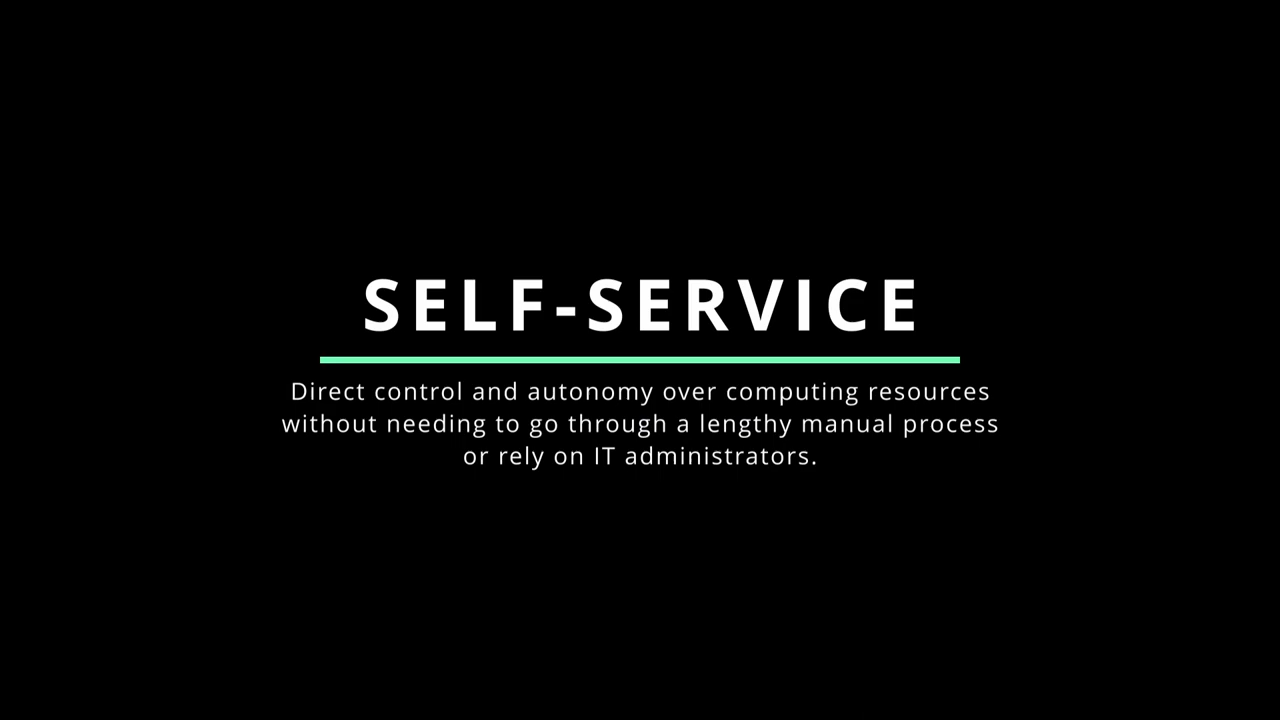 SELF-SERVICE
Direct control and autonomy over computing resources
without needing to go through a lengthy manual process
or rely on IT administrators.